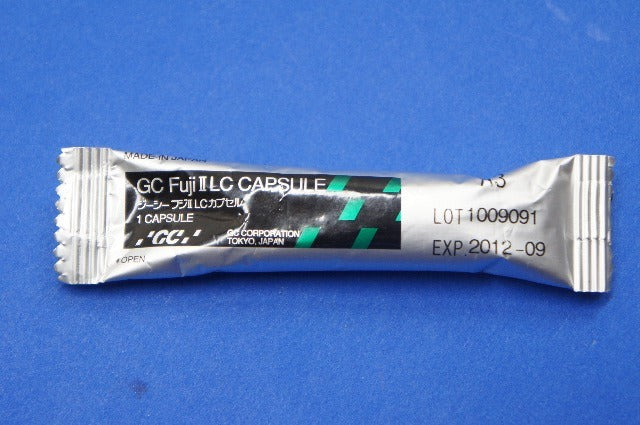 MADE IN JAPAN
GC Fuji II LC CAPSULE
ジーシー フジII LCカプセル
1 CAPSULE
GC
GC CORPORATION
TOKYO, JAPAN
OPEN
A3
LOT1009091
EXP.2012-09